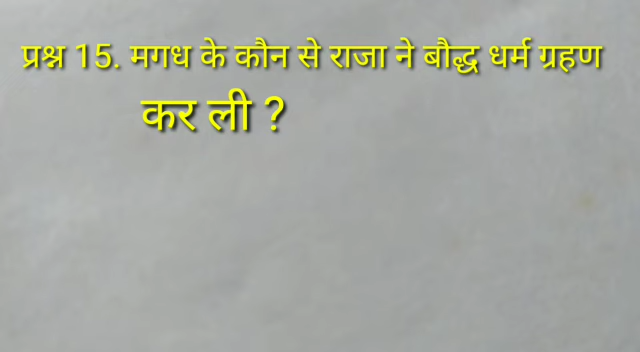 प्रश्न 15. मगध के कौन से राजा ने बौद्ध धर्म ग्रहण
कर ली ?